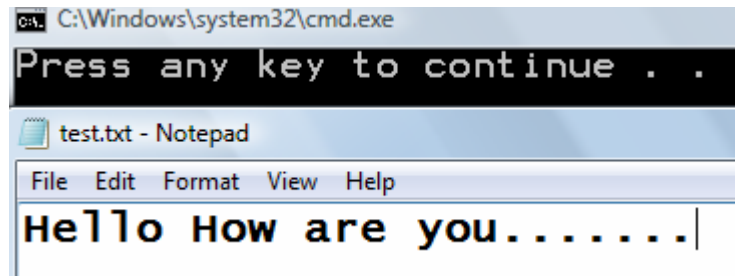 C:\Windows\system32\cmd.exe
Press any key to continue . .
test.txt - Notepad
File Edit Format View Help
Hello How are you.......